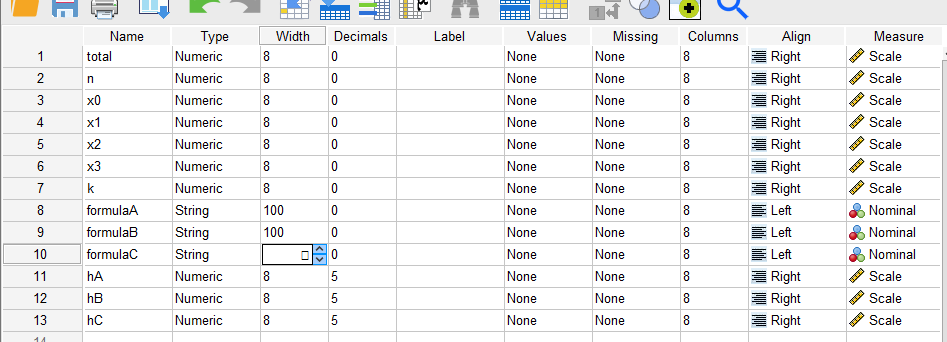 Name Type Width Decimals Label Values Missing Columns Align Measure
1 total Numeric 8 0 None None 8 Right Scale
2 n Numeric 8 0 None None 8 Right Scale
3 x0 Numeric 8 0 None None 8 Right Scale
4 x1 Numeric 8 0 None None 8 Right Scale
5 x2 Numeric 8 0 None None 8 Right Scale
6 x3 Numeric 8 0 None None 8 Right Scale
7 k Numeric 8 0 None None 8 Right Scale
8 formulaA String 100 0 None None 8 Left Nominal
9 formulaB String 100 0 None None 8 Left Nominal
10 formulaC String 0 None None 8 Left Nominal
11 hA Numeric 8 5 None None 8 Right Scale
12 hB Numeric 8 5 None None 8 Right Scale
13 hC Numeric 8 5 None None 8 Right Scale